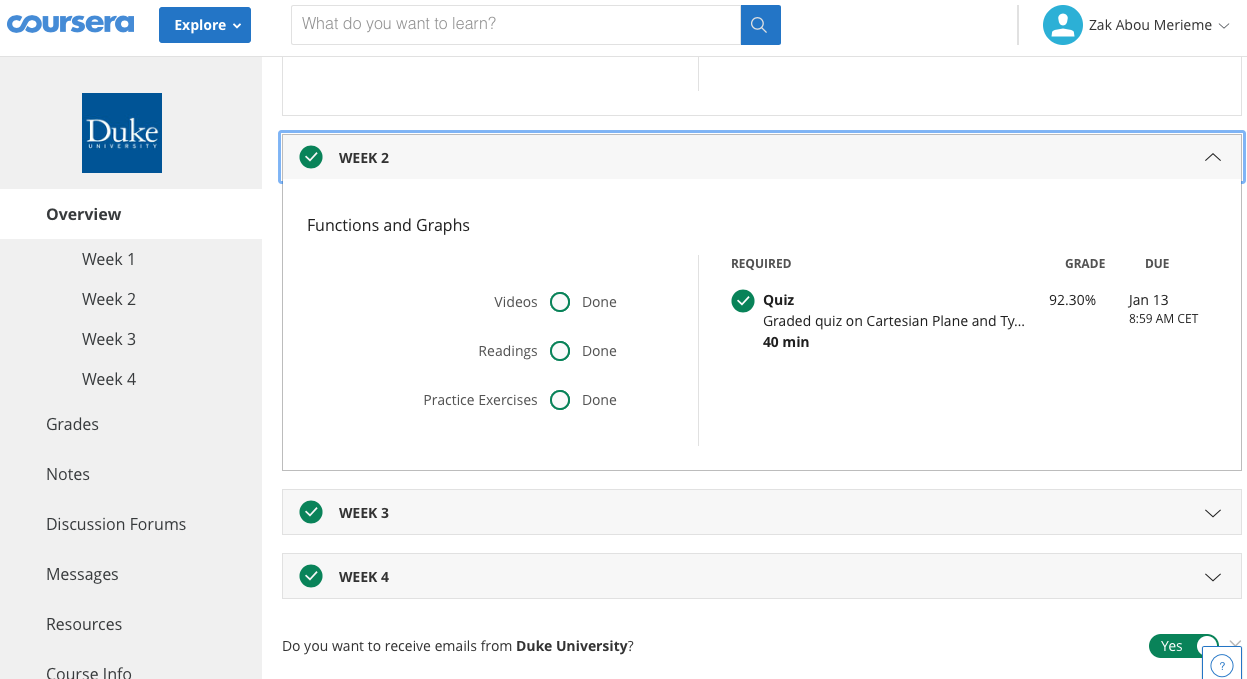 coursera
Explore
What do you want to learn?
Zak Abou Merieme
Duke
UNIVERSITY
Overview
Week 1
Week 2
Week 3
Week 4
Grades
Notes
Discussion Forums
Messages
Resources
Course Info
WEEK 2
Functions and Graphs
Videos Done
Readings Done
Practice Exercises Done
REQUIRED GRADE DUE
Quiz 92.30% Jan 13
Graded quiz on Cartesian Plane and Ty... 8:59 AM CET
40 min
WEEK 3
WEEK 4
Do you want to receive emails from Duke University? Yes
?